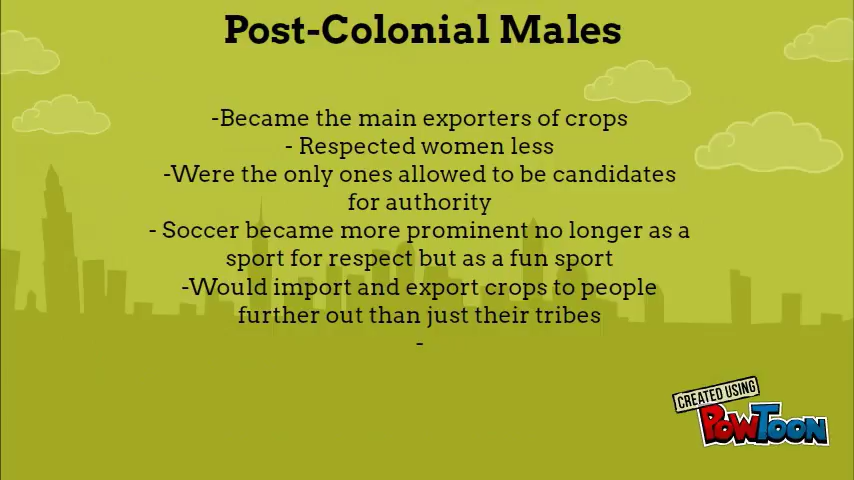 Post-Colonial Males
-Became the main exporters of crops
- Respected women less
-Were the only ones allowed to be candidates
for authority
- Soccer became more prominent no longer as a
sport for respect but as a fun sport
-Would import and export crops to people
further out than just their tribes
-
CREATED USING
POWTOON